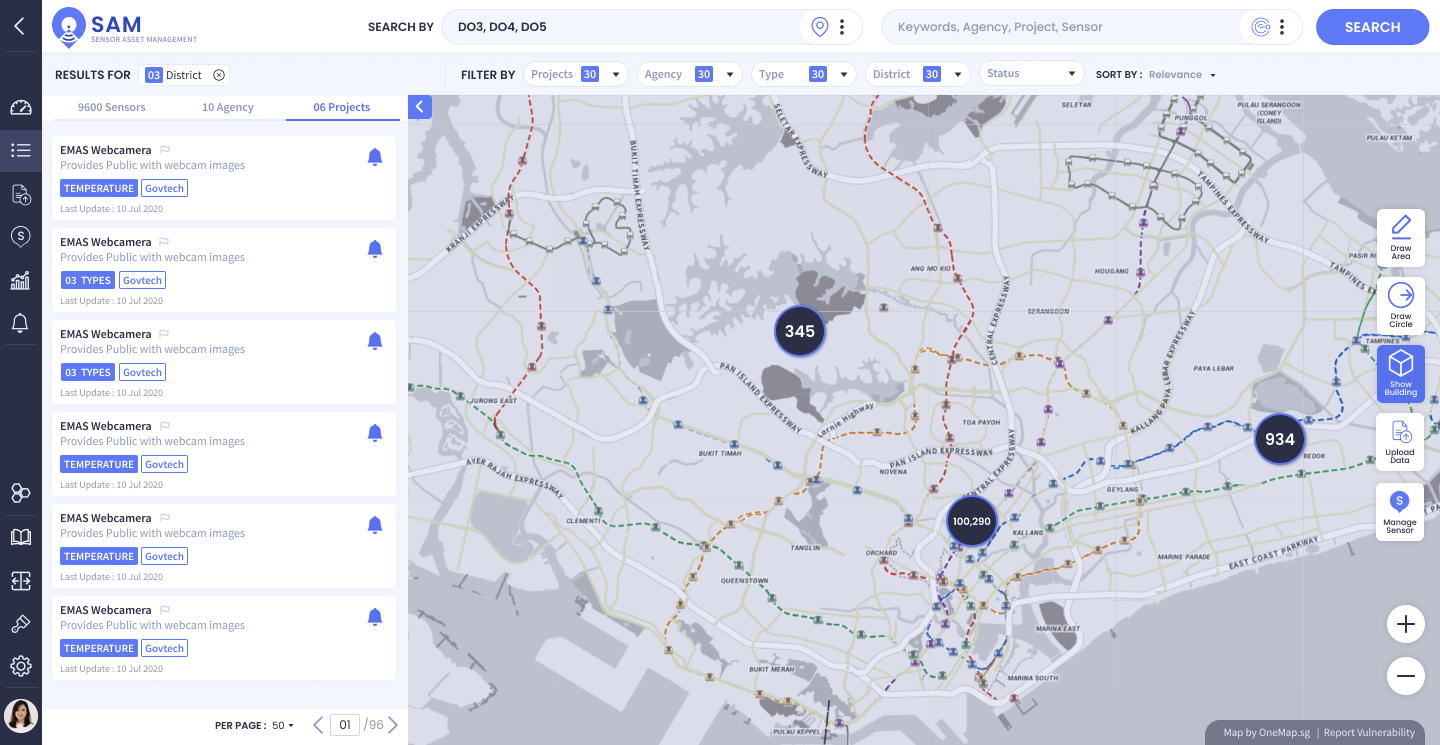 SAM
SENSOR ASSET MANAGEMENT
SEARCH BY
DO3, DO4, DO5
Keywords, Agency, Project, Sensor
SEARCH
RESULTS FOR
03 District
FILTER BY
Projects 30
Agency 30
Type 30
District 30
Status
SORT BY : Relevance
9600 Sensors
10 Agency
06 Projects
EMAS Webcamera
Provides Public with webcam images
TEMPERATURE Govtech
Last Update : 10 Jul 2020
EMAS Webcamera
Provides Public with webcam images
03 TYPES Govtech
Last Update : 10 Jul 2020
EMAS Webcamera
Provides Public with webcam images
03 TYPES Govtech
Last Update : 10 Jul 2020
EMAS Webcamera
Provides Public with webcam images
TEMPERATURE Govtech
Last Update : 10 Jul 2020
EMAS Webcamera
Provides Public with webcam images
TEMPERATURE Govtech
Last Update : 10 Jul 2020
EMAS Webcamera
Provides Public with webcam images
TEMPERATURE Govtech
Last Update : 10 Jul 2020
PER PAGE : 50
01 /96
SELETAR
PUNGGOL
PULAU SERANGOON
(CONEY
ISLAND)
PULAU KETAM
SELETAR EXPRESSWAY
BUKIT TIMAH EXPRESSWAY
KRANJI EXPRESSWAY
TAMPINES EXPRESSWAY
TAMPINES EXPRESSWAY
PASIR RIS
ANG MO KIO
HOUGANG
SERANGOON
CENTRAL EXPRESSWAY
KALLANG PAYA LEBAR EXPRESSWAY
TAMPINES
PAYA LEBAR
345
PAN ISLAND EXPRESSWAY
Lornie Highway
JURONG EAST
TOA PAYOH
934
BEDOK
BUKIT TIMAH
NOVENA
PAN ISLAND EXPRESSWAY
AYER RAJAH EXPRESSWAY
CENTRAL EXPRESSWAY
GEYLANG
100,290
CLEMENTI
KALLANG
TANGLIN
ORCHARD
MARINE PARADE
EAST COAST PARKWAY
QUEENSTOWN
MARINA EAST
BUKIT MERAH
MARINA SOUTH
PULAU KEPPEL
Draw
Area
Draw
Circle
Show
Building
Upload
Data
Manage
Sensor
Map by OneMap.sg | Report Vulnerability